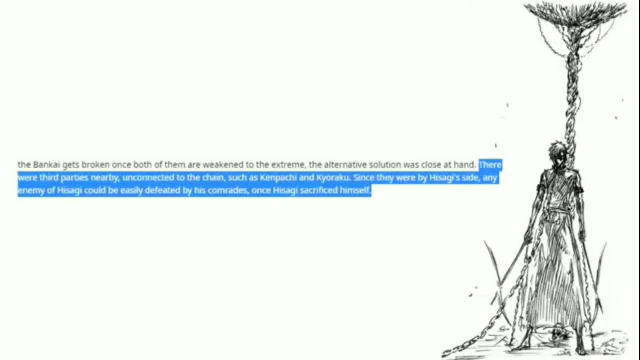 the Bankai gets broken once both of them are weakened to the extreme, the alternative solution was close at hand. There
were third parties nearby, unconnected to the chain, such as Kenpachi and Kyoraku. Since they were by Hisagi's side, any
enemy of Hisagi could be easily defeated by his comrades, once Hisagi sacrificed himself.